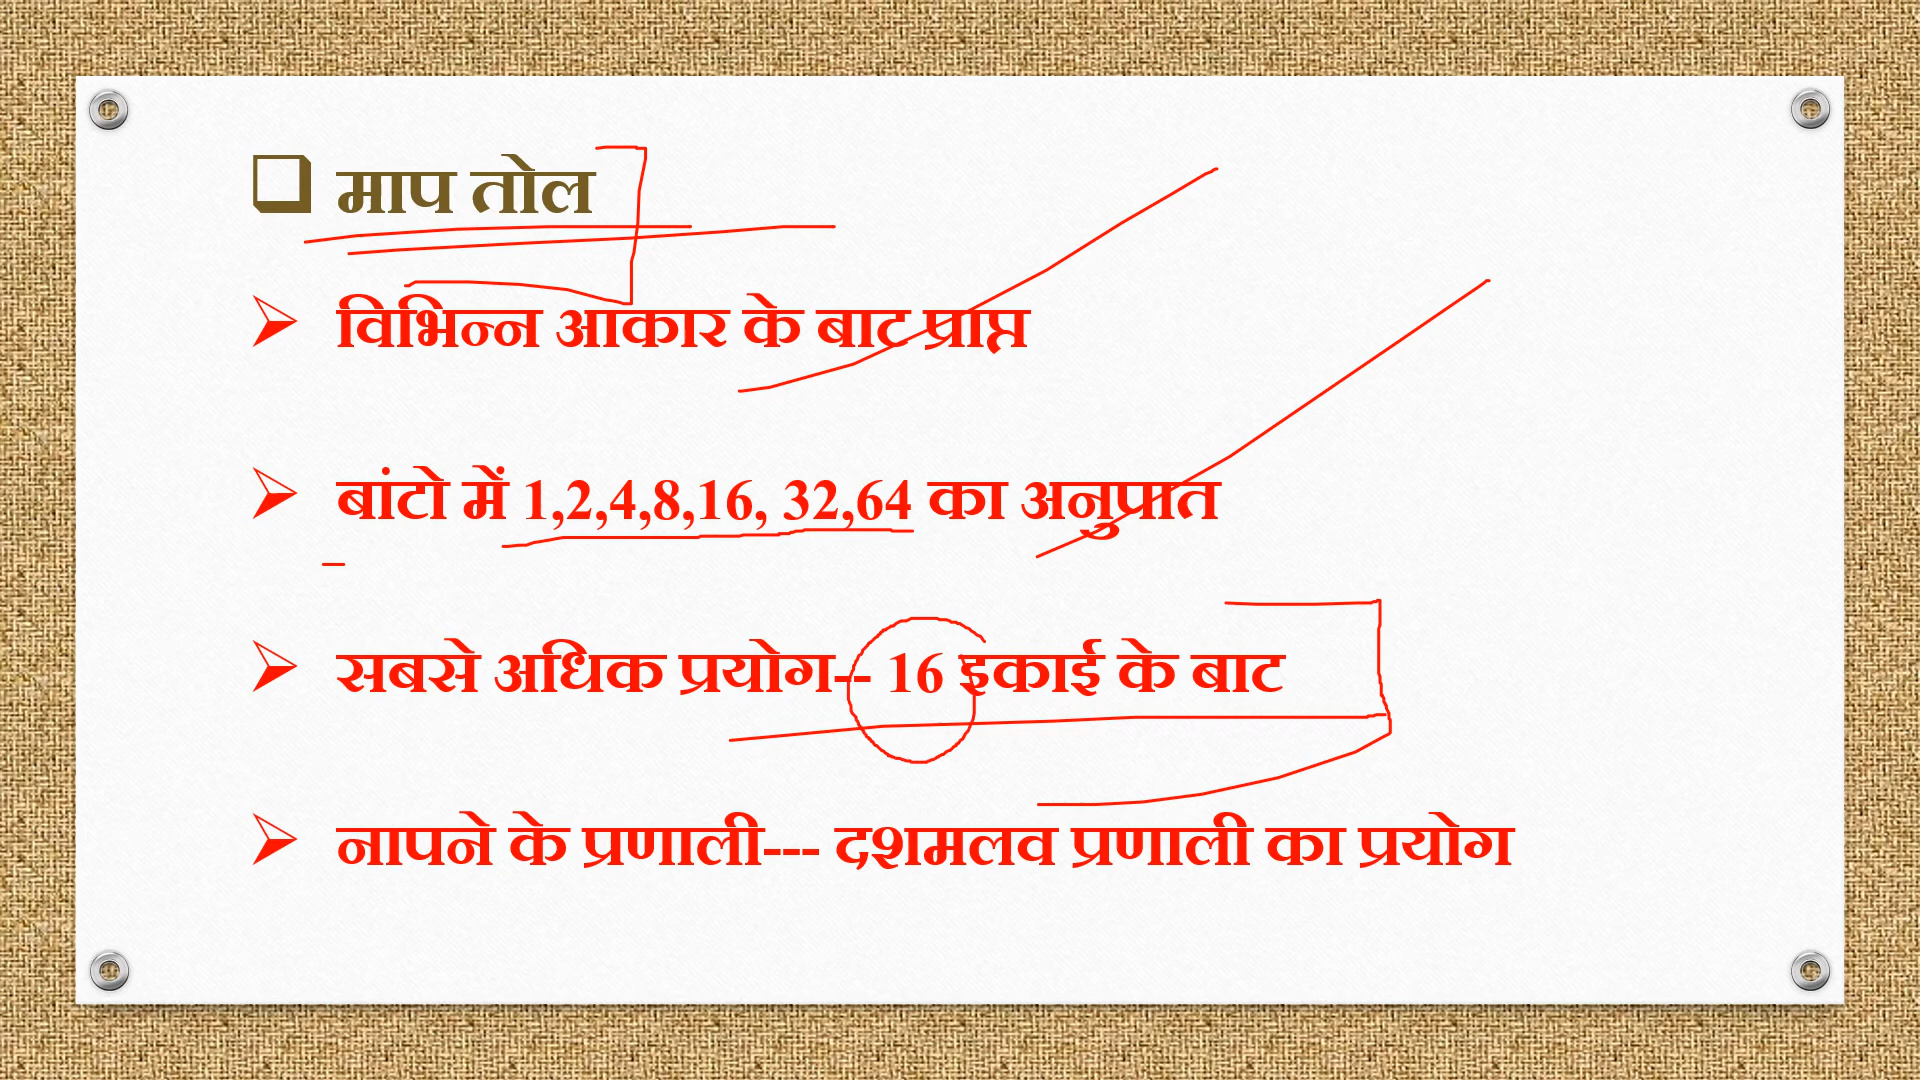 माप तोल
विभिन्न आकार के बाट प्राप्त
बांटो में 1,2,4,8,16, 32,64 का अनुपात
सबसे अधिक प्रयोग-- 16 इकाई के बाट
नापने के प्रणाली--- दशमलव प्रणाली का प्रयोग